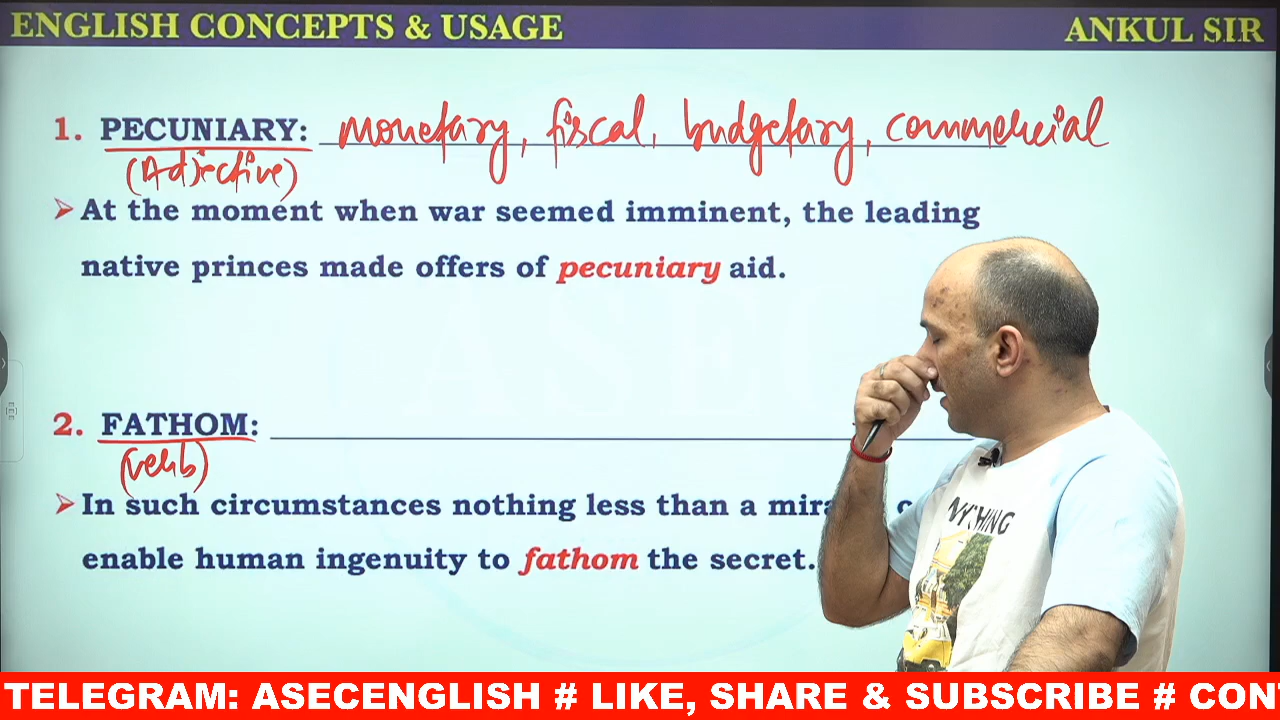 ENGLISH CONCEPTS & USAGE ANKUL SIR
1. PECUNIARY: monetary, fiscal, budgetary, commercial
(Adjective)
➤ At the moment when war seemed imminent, the leading
native princes made offers of pecuniary aid.
2. FATHOM:
(verb)
➤ In such circumstances nothing less than a
enable human ingenuity to fathom the secret.
NYTHING
TELEGRAM: ASECENGLISH # LIKE, SHARE & SUBSCRIBE # CON